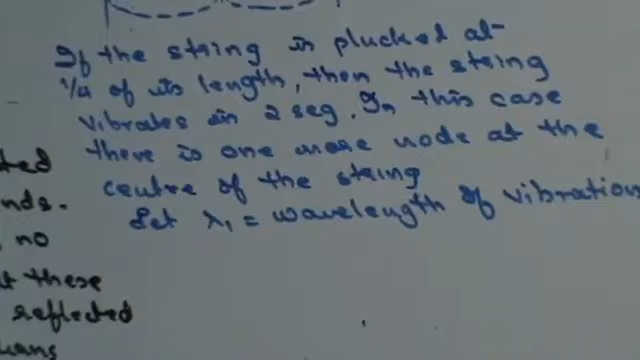 If the string is plucked at
1/4 of its length, then the string
vibrates in 2 seg. In this case
there is one more node at the
centre of the string
Let λ₁ = wavelength of vibration
nds.
no
these
reflected